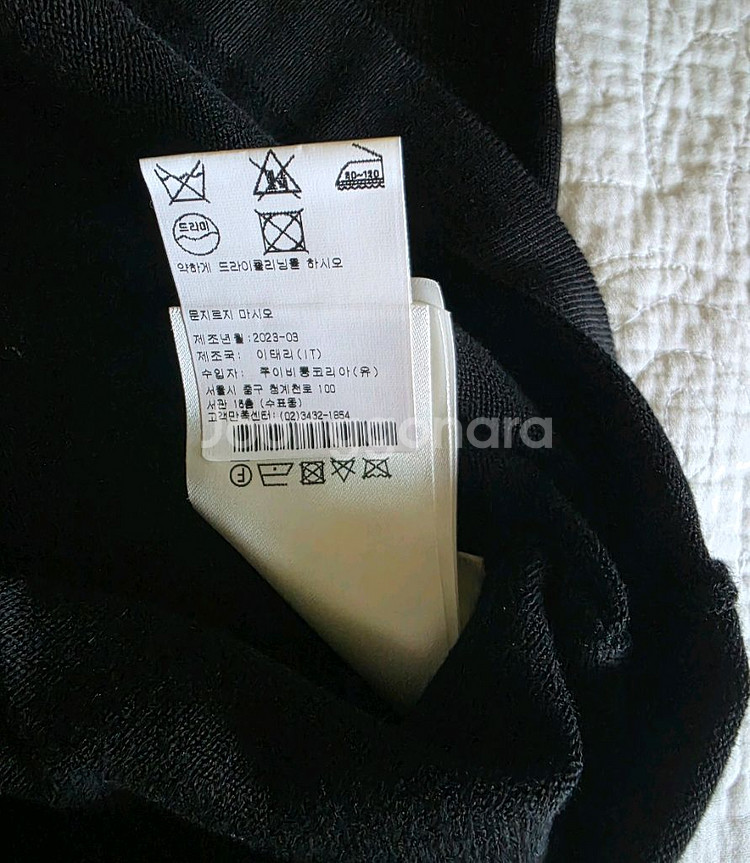 80~120
드라이
약하게 드라이클리닝을 하시오
문지르지 마시오
제조년월:2023-03
제조국: 이태리(IT)
수입자: 루이비통코리아(유)
서울시 중구 청계천로 100
서관 18층 (수표동)
고객만족센터:(02)3432-1854
Joonggonara
F